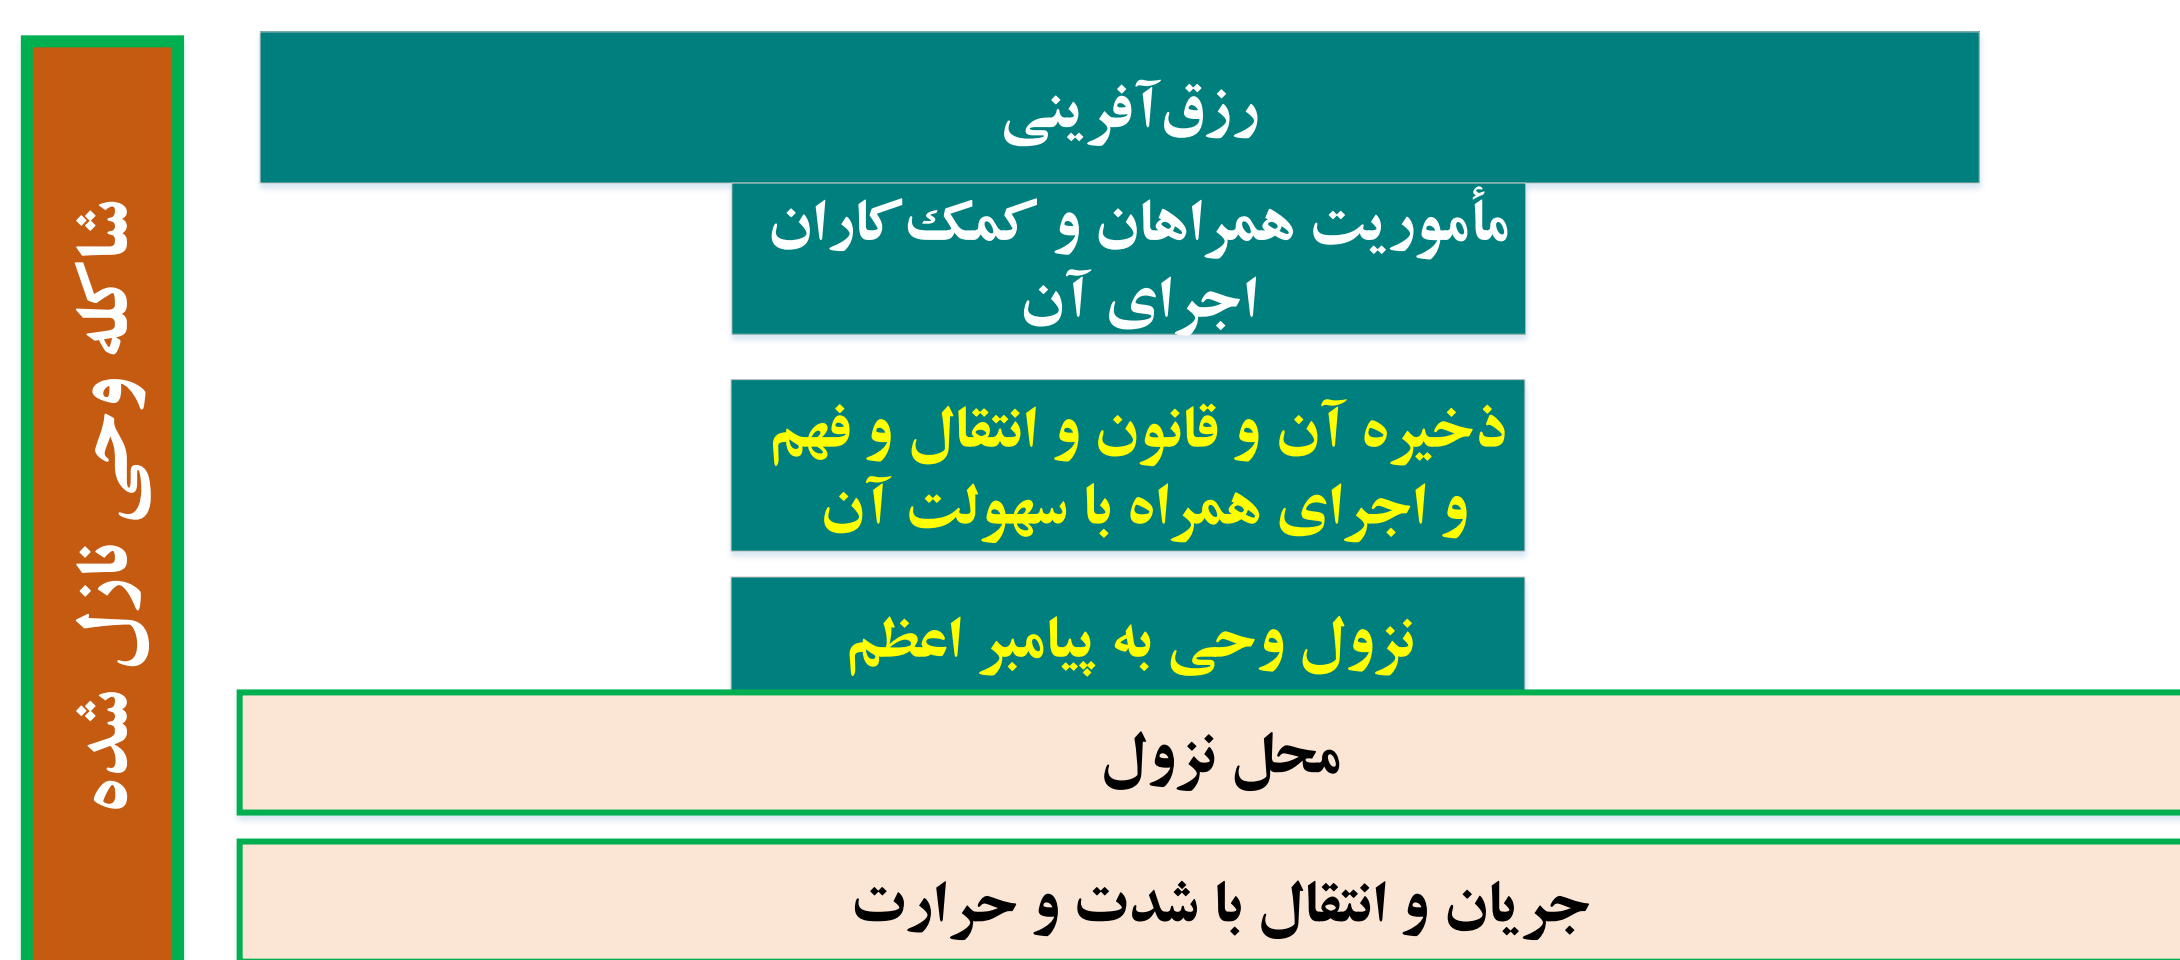 شاکله وحی نازل شده
رزق‌آفرینی
مأموریت همراهان و کمک‌کاران
اجرای آن
ذخیره آن و قانون و انتقال و فهم
و اجرای همراه با سهولت آن
نزول وحی به پیامبر اعظم
محل نزول
جریان و انتقال با شدت و حرارت